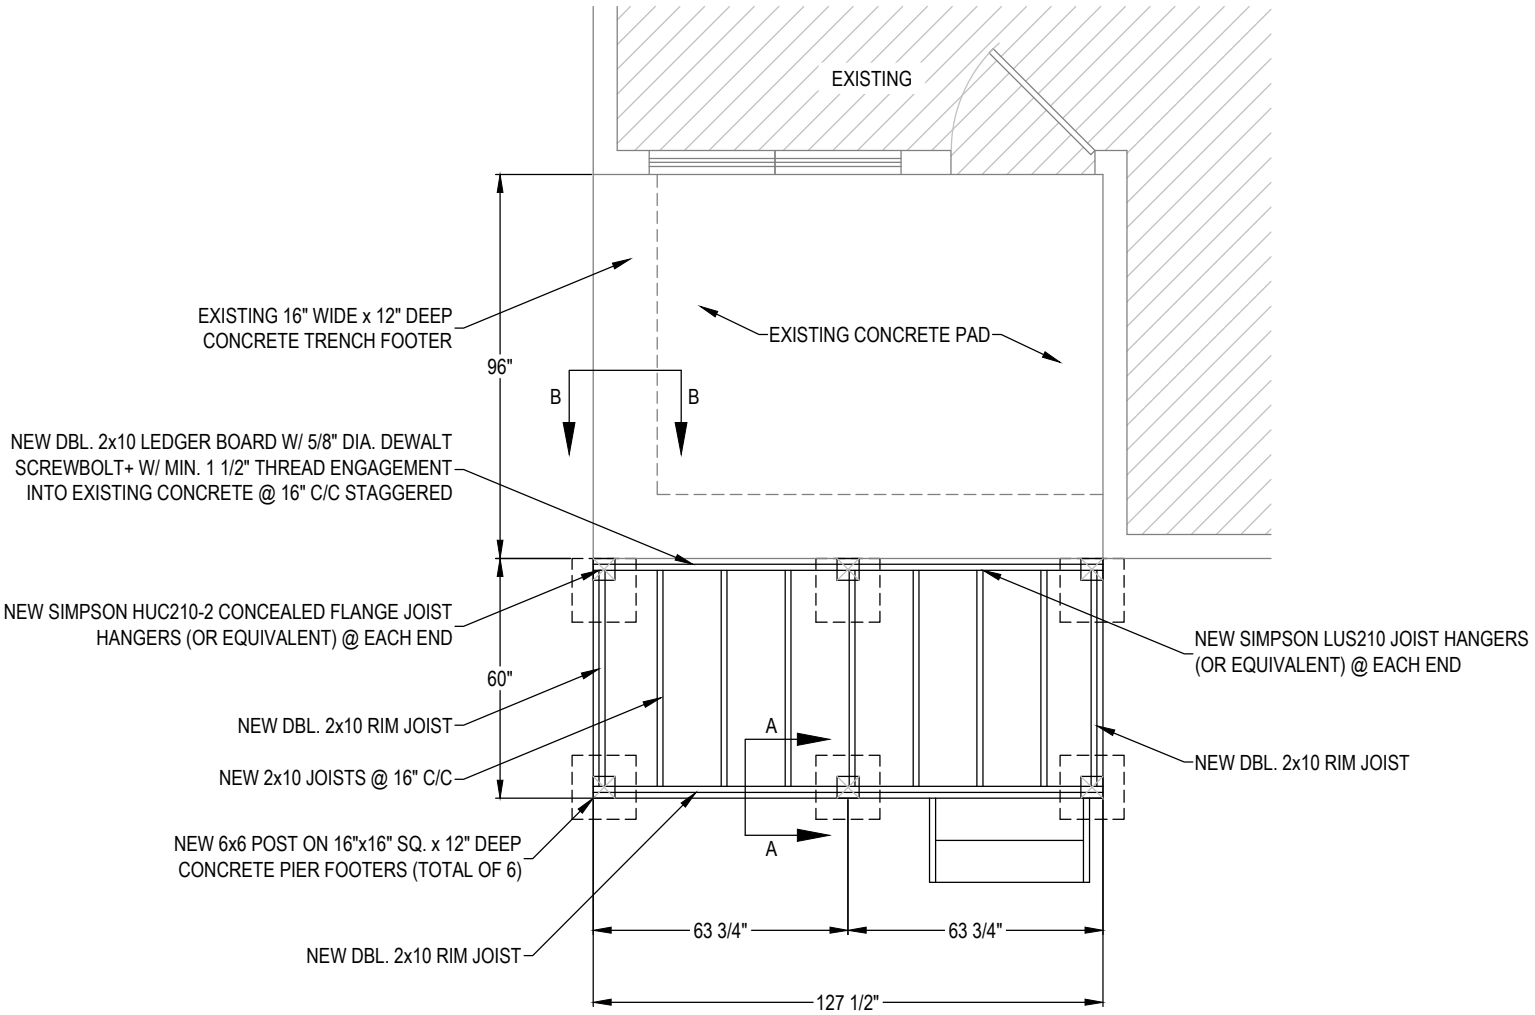 EXISTING
EXISTING 16" WIDE x 12" DEEP
CONCRETE TRENCH FOOTER
EXISTING CONCRETE PAD
96"
B
B
NEW DBL. 2x10 LEDGER BOARD W/ 5/8" DIA. DEWALT
SCREWBOLT+ W/ MIN. 1 1/2" THREAD ENGAGEMENT
INTO EXISTING CONCRETE @ 16" C/C STAGGERED
NEW SIMPSON HUC210-2 CONCEALED FLANGE JOIST
HANGERS (OR EQUIVALENT) @ EACH END
NEW SIMPSON LUS210 JOIST HANGERS
(OR EQUIVALENT) @ EACH END
60"
NEW DBL. 2x10 RIM JOIST
A
NEW 2x10 JOISTS @ 16" C/C
NEW DBL. 2x10 RIM JOIST
NEW 6x6 POST ON 16"x16" SQ. x 12" DEEP
CONCRETE PIER FOOTERS (TOTAL OF 6)
A
63 3/4"
63 3/4"
NEW DBL. 2x10 RIM JOIST
127 1/2"